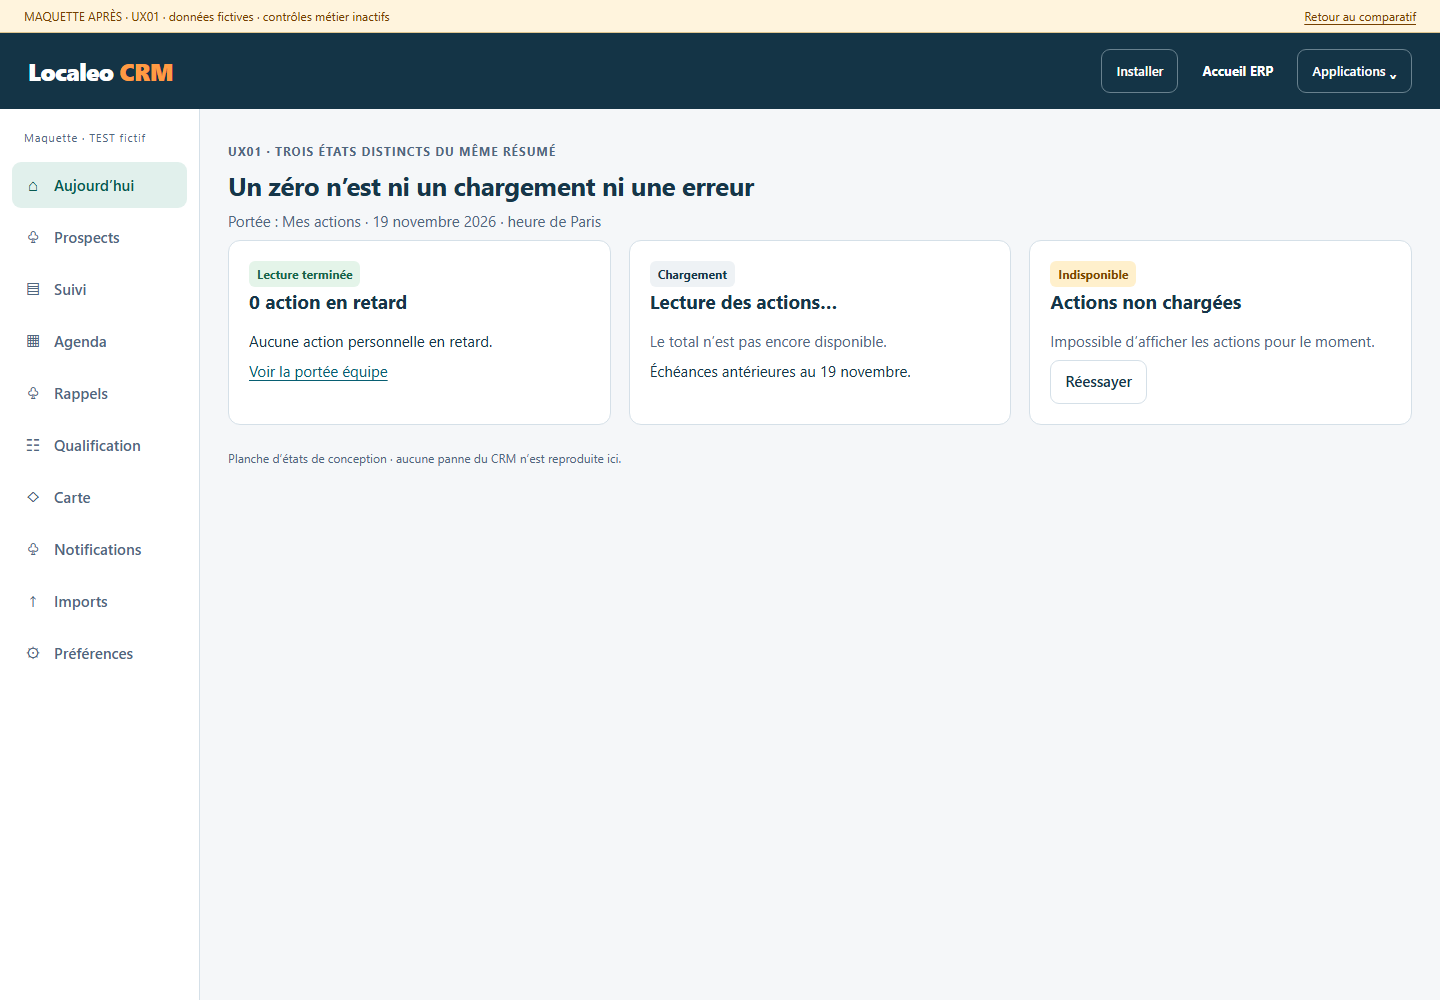 MAQUETTE APRÈS · UX01 · données fictives · contrôles métier inactifs
Retour au comparatif
Localeo CRM
Installer
Accueil ERP
Applications
Maquette · TEST fictif
Aujourd’hui
Prospects
Suivi
Agenda
Rappels
Qualification
Carte
Notifications
Imports
Préférences
UX01 · TROIS ÉTATS DISTINCTS DU MÊME RÉSUMÉ
Un zéro n’est ni un chargement ni une erreur
Portée : Mes actions · 19 novembre 2026 · heure de Paris
Lecture terminée
0 action en retard
Aucune action personnelle en retard.
Voir la portée équipe
Chargement
Lecture des actions…
Le total n’est pas encore disponible.
Échéances antérieures au 19 novembre.
Indisponible
Actions non chargées
Impossible d’afficher les actions pour le moment.
Réessayer
Planche d’états de conception · aucune panne du CRM n’est reproduite ici.